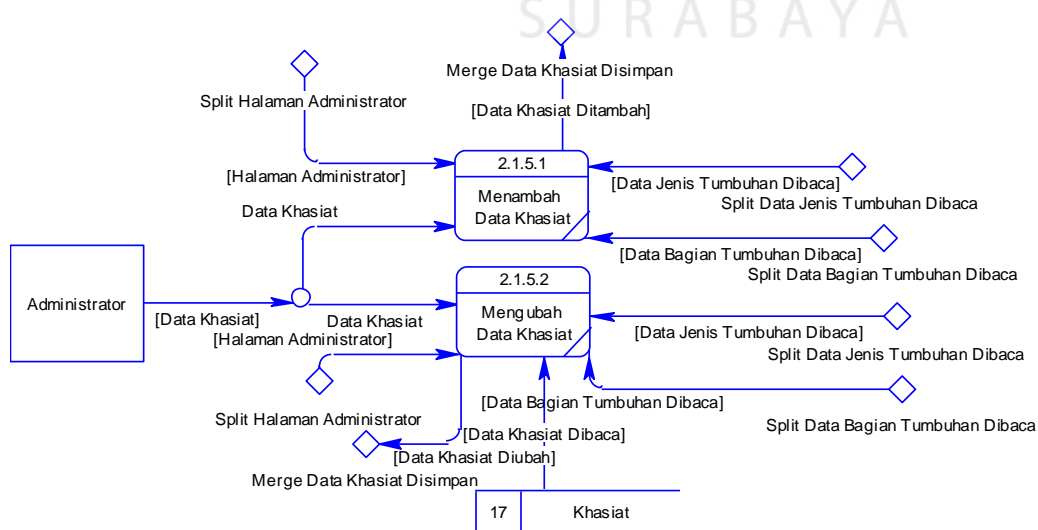 SURABAYA
Merge Data Khasiat Disimpan
Split Halaman Administrator
[Data Khasiat Ditambah]
2.1.5.1
[Halaman Administrator]
Menambah
Data Khasiat
[Data Jenis Tumbuhan Dibaca]
Split Data Jenis Tumbuhan Dibaca
Data Khasiat
[Data Bagian Tumbuhan Dibaca]
Split Data Bagian Tumbuhan Dibaca
2.1.5.2
Administrator
[Data Khasiat]
Data Khasiat
Mengubah
Data Khasiat
[Halaman Administrator]
[Data Jenis Tumbuhan Dibaca]
Split Data Jenis Tumbuhan Dibaca
[Data Bagian Tumbuhan Dibaca]
Split Halaman Administrator
Split Data Bagian Tumbuhan Dibaca
[Data Khasiat Dibaca]
[Data Khasiat Diubah]
Merge Data Khasiat Disimpan
17
Khasiat